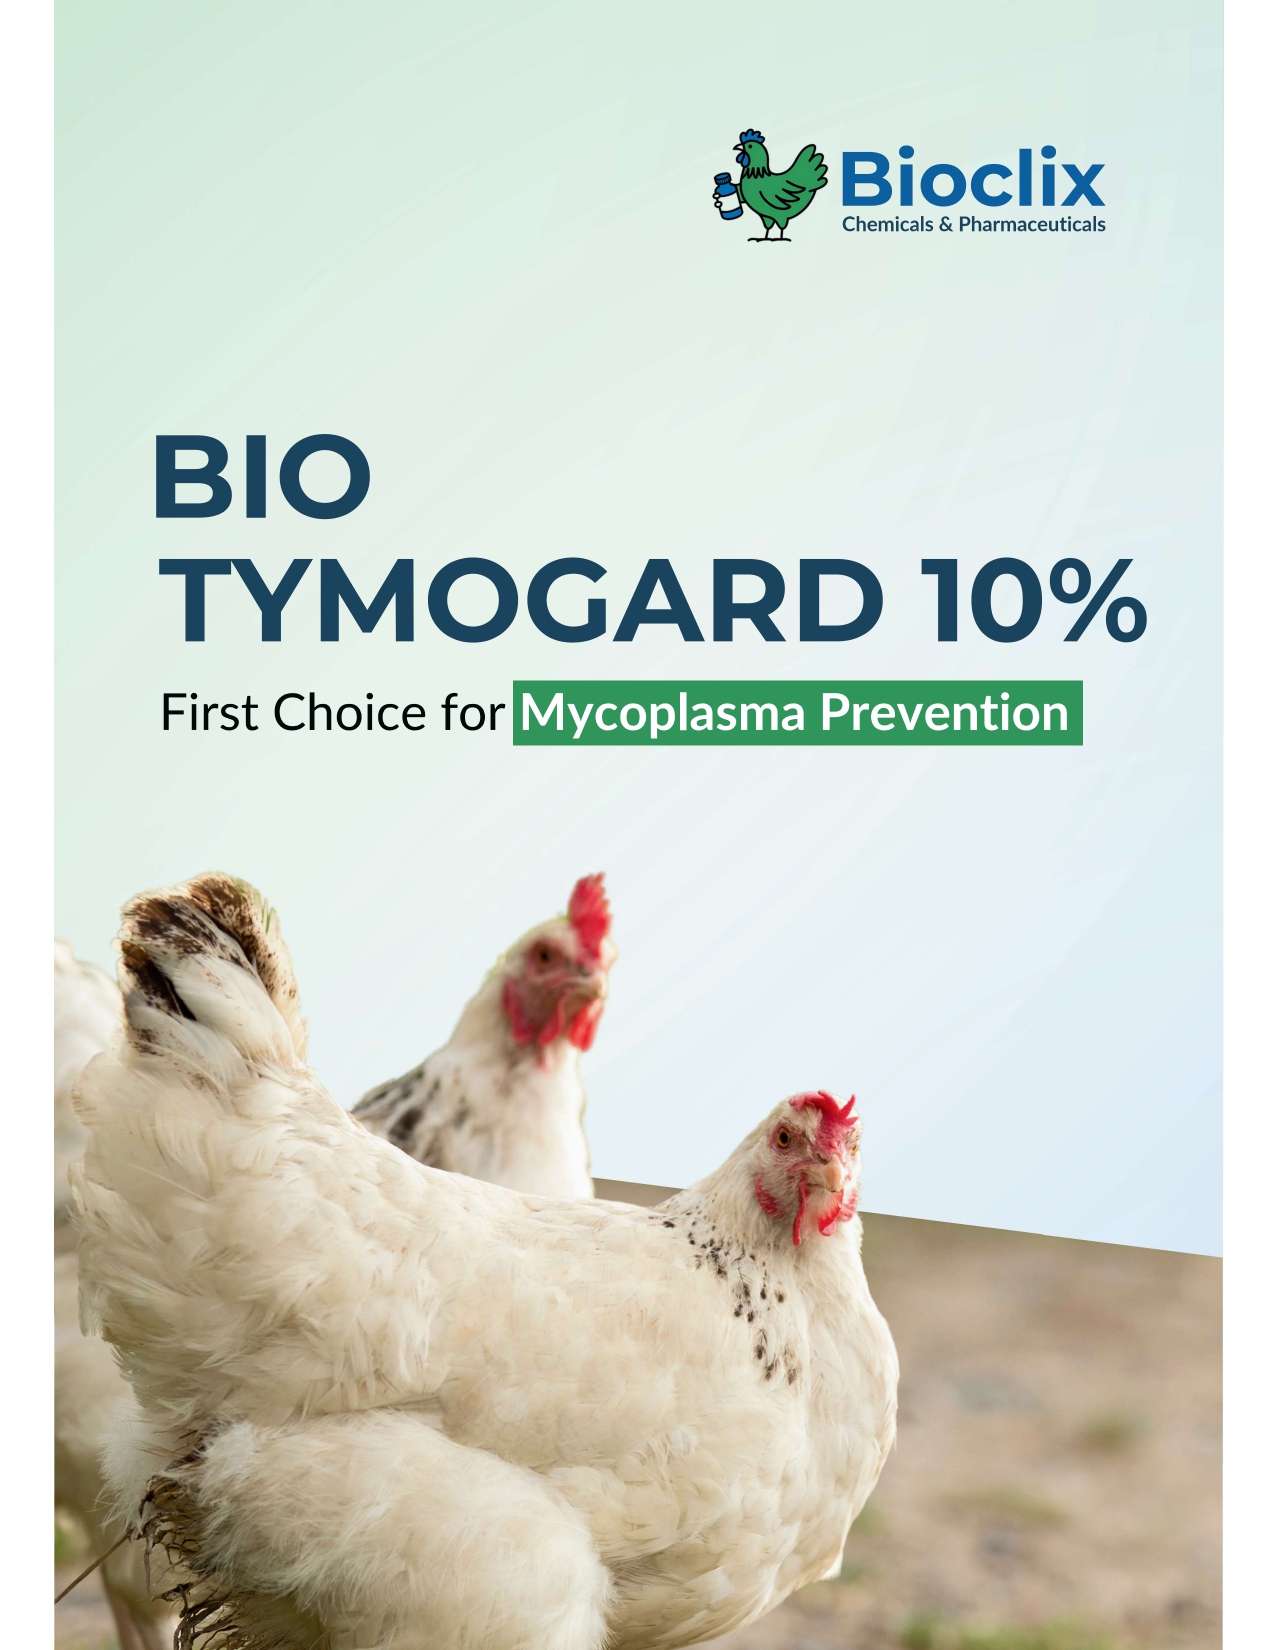 Bioclix
Chemicals & Pharmaceuticals
BIO
TYMOGARD 10%
First Choice for Mycoplasma Prevention